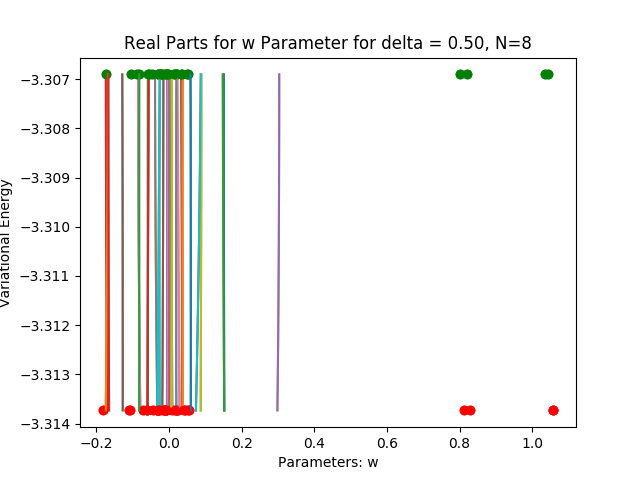 Real Parts for w Parameter for delta = 0.50, N=8
Variational Energy
−3.307
−3.308
−3.309
−3.310
−3.311
−3.312
−3.313
−3.314
−0.2 0.0 0.2 0.4 0.6 0.8 1.0
Parameters: w